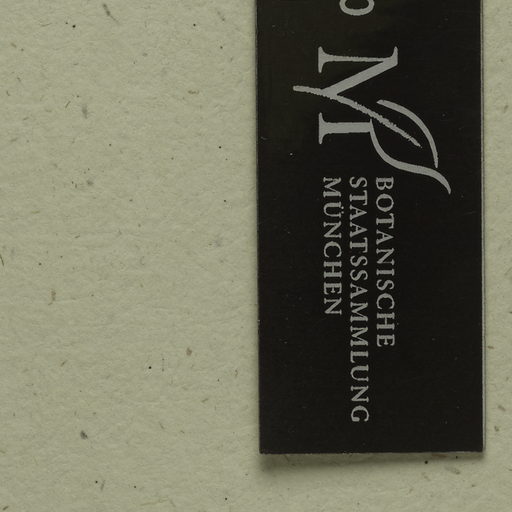 M
BOTANISCHE
STAATSSAMMLUNG
MÜNCHEN